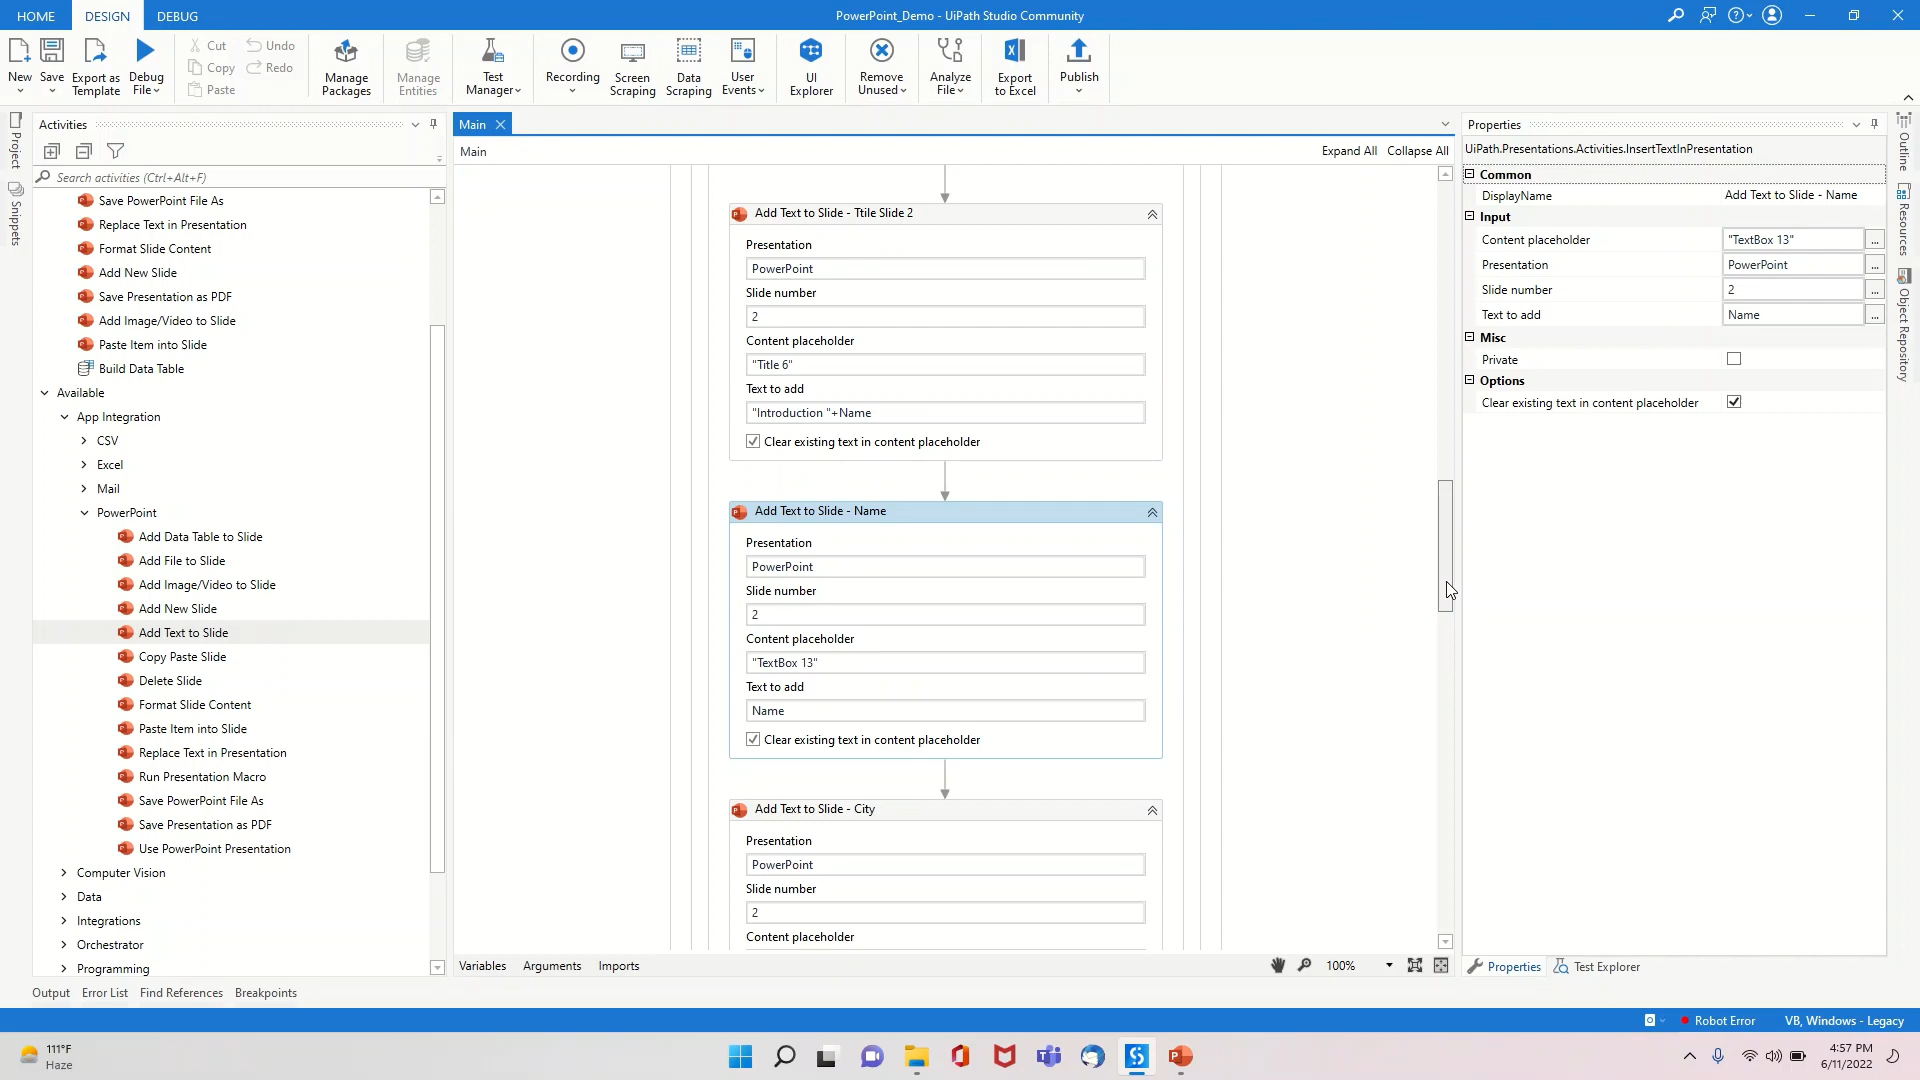 HOME
DESIGN
DEBUG
PowerPoint_Demo - UiPath Studio Community
New
Save
Export as Template
Debug File
Cut
Copy
Paste
Undo
Redo
Manage Packages
Manage Entities
Test Manager
Recording
Screen Scraping
Data Scraping
User Events
UI Explorer
Remove Unused
Analyze File
Export to Excel
Publish
Project
Snippets
Activities
Search activities (Ctrl+Alt+F)
Save PowerPoint File As
Replace Text in Presentation
Format Slide Content
Add New Slide
Save Presentation as PDF
Add Image/Video to Slide
Paste Item into Slide
Build Data Table
Available
App Integration
CSV
Excel
Mail
PowerPoint
Add Data Table to Slide
Add File to Slide
Add Image/Video to Slide
Add New Slide
Add Text to Slide
Copy Paste Slide
Delete Slide
Format Slide Content
Paste Item into Slide
Replace Text in Presentation
Run Presentation Macro
Save PowerPoint File As
Save Presentation as PDF
Use PowerPoint Presentation
Computer Vision
Data
Integrations
Orchestrator
Programming
Main
Main
Expand All
Collapse All
Add Text to Slide - Ttile Slide 2
Presentation
PowerPoint
Slide number
2
Content placeholder
"Title 6"
Text to add
"Introduction "+Name
Clear existing text in content placeholder
Add Text to Slide - Name
Presentation
PowerPoint
Slide number
2
Content placeholder
"TextBox 13"
Text to add
Name
Clear existing text in content placeholder
Add Text to Slide - City
Presentation
PowerPoint
Slide number
2
Content placeholder
Variables
Arguments
Imports
100%
Properties
UiPath.Presentations.Activities.InsertTextInPresentation
Common
DisplayName
Add Text to Slide - Name
Input
Content placeholder
"TextBox 13"
...
Presentation
PowerPoint
...
Slide number
2
...
Text to add
Name
...
Misc
Private
Options
Clear existing text in content placeholder
Properties
Test Explorer
Outline
Resources
Object Repository
Output
Error List
Find References
Breakpoints
Robot Error
VB, Windows - Legacy
111°F
Haze
4:57 PM
6/11/2022